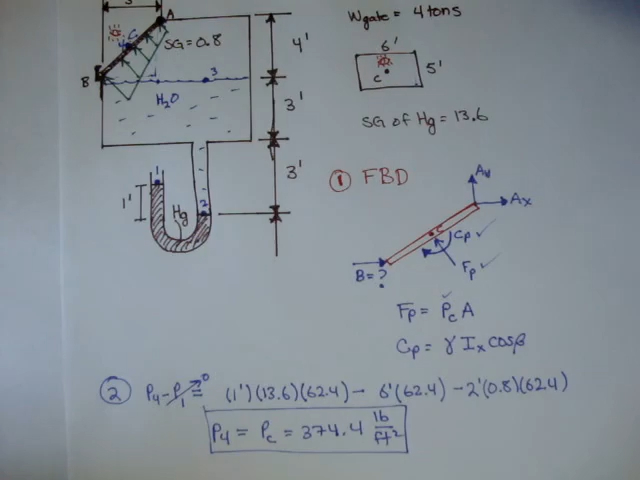 3'
A
Wgate = 4 tons
C
SG=0.8
4'
6'
5'
C
B
3
H2O
3'
SG of Hg = 13.6
3'
1
1'
Hg
2
① FBD
Ay
Ax
C
Cp ✓
Fp ✓
B= ?
Fp = Pc A
Cp = γ Ix cosβ
② P4 - P1 = (1')(13.6)(62.4) - 6'(62.4) - 2'(0.8)(62.4)
0
P4 = Pc = 374.4 lb/ft²